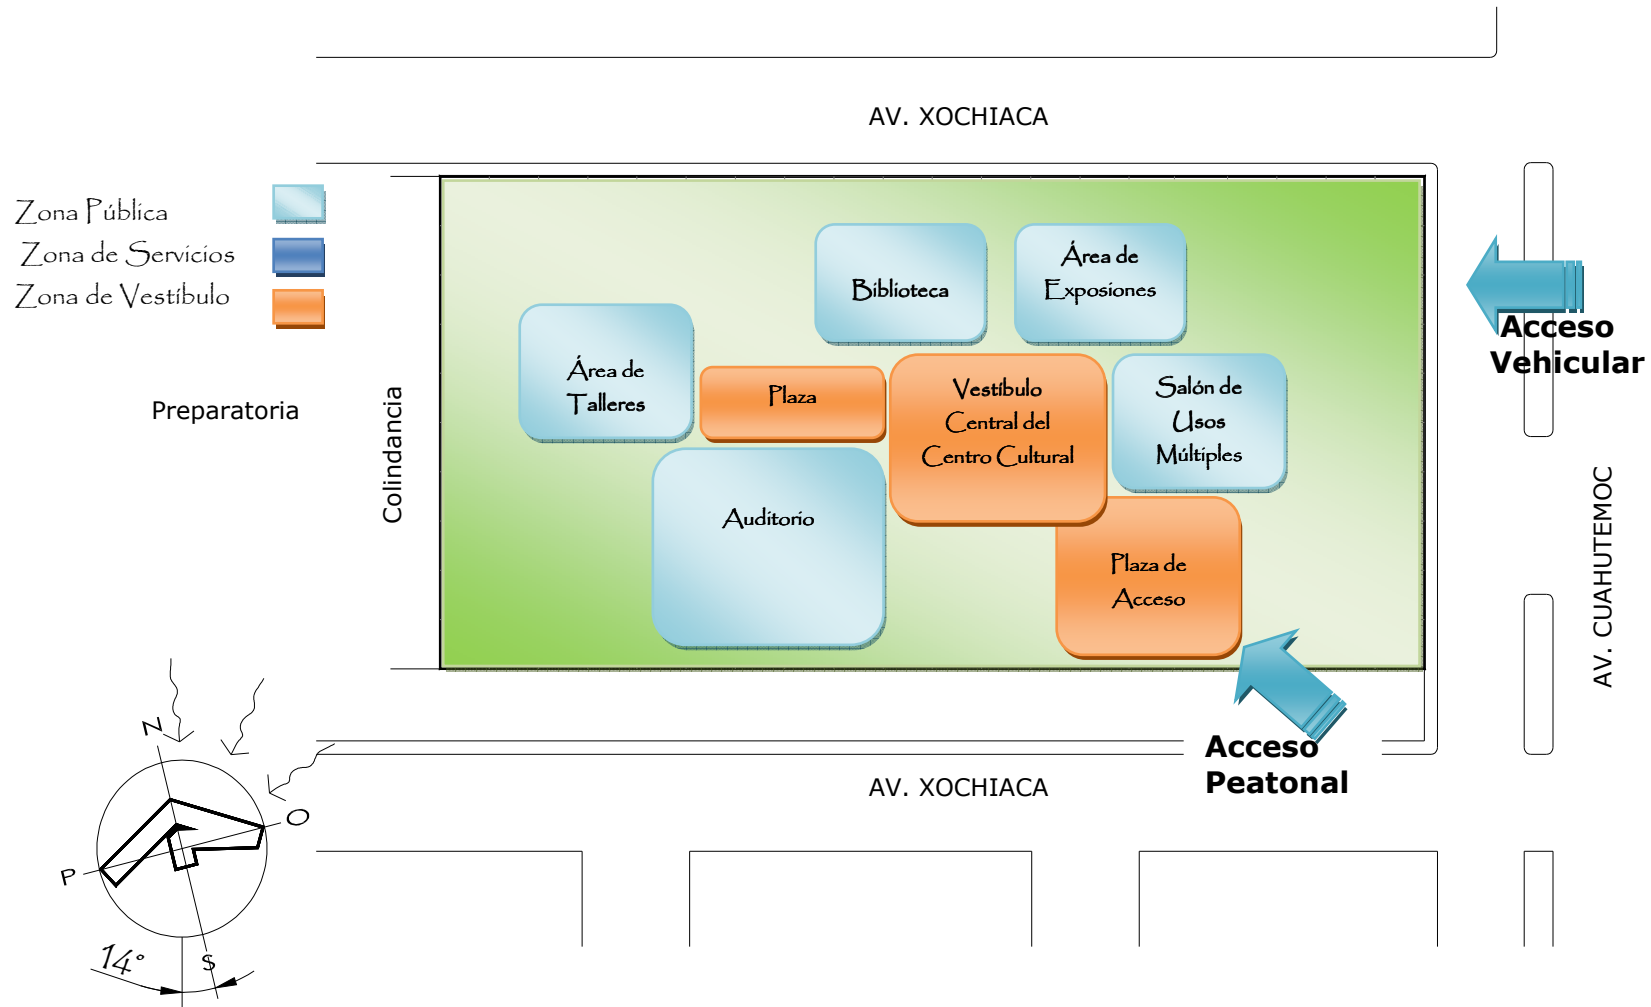 AV. XOCHIACA
Zona Pública
Zona de Servicios
Zona de Vestíbulo
Preparatoria
Colindancia
Biblioteca
Área de
Exposiones
Área de
Talleres
Plaza
Vestíbulo
Central del
Centro Cultural
Salón de
Usos
Múltiples
Auditorio
Plaza de
Acceso
Acceso
Vehicular
AV. CUAHUTEMOC
Acceso
Peatonal
AV. XOCHIACA
N
O
P
S
14°